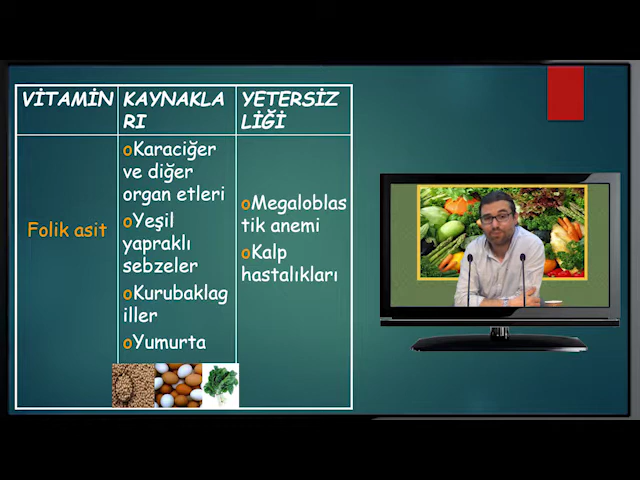 VİTAMİN
KAYNAKLA
RI
YETERSİZ
LİĞİ
Folik asit
oKaraciğer
ve diğer
organ etleri
oYeşil
yapraklı
sebzeler
oKurubaklag
iller
oYumurta
oMegaloblas
tik anemi
oKalp
hastalıkları